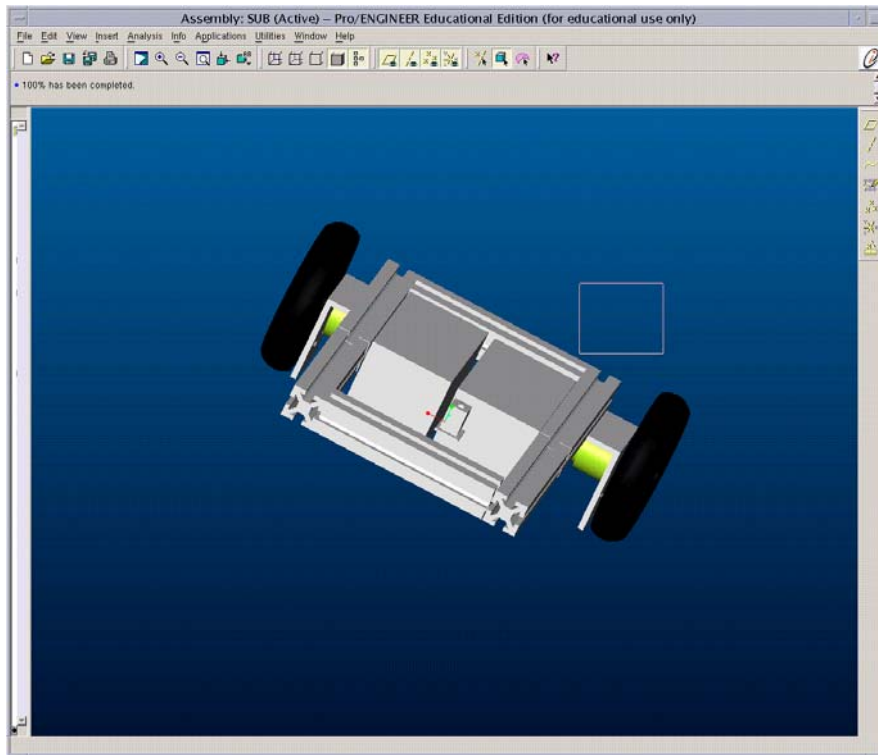 Assembly: SUB (Active) – Pro/ENGINEER Educational Edition (for educational use only)
File Edit View Insert Analysis Info Applications Utilities Window Help
• 100% has been completed.